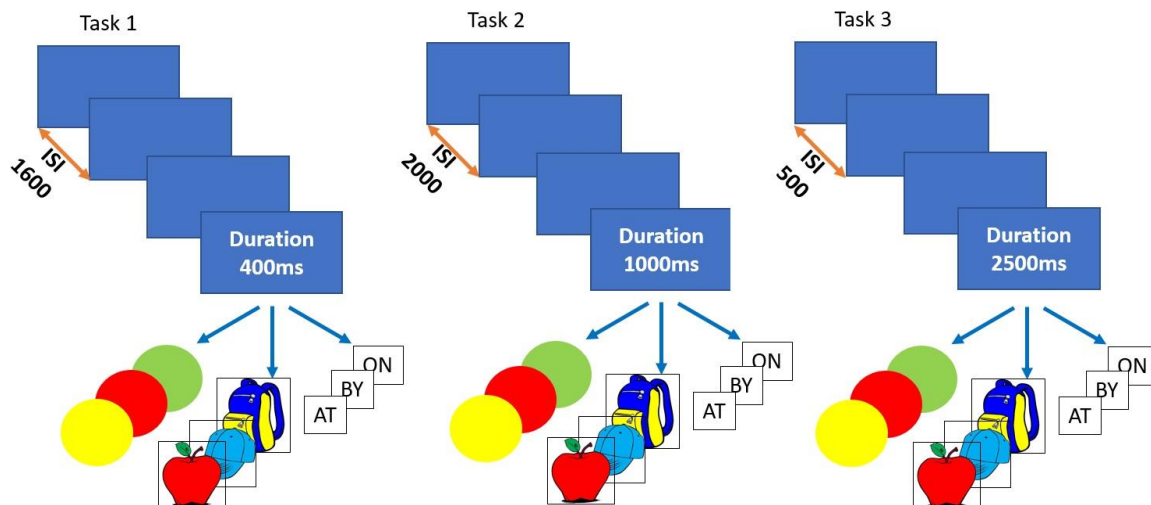 Task 1
ISI
1600
Duration
400ms
ON
BY
AT
Task 2
ISI
2000
Duration
1000ms
ON
BY
AT
Task 3
ISI
500
Duration
2500ms
ON
BY
AT